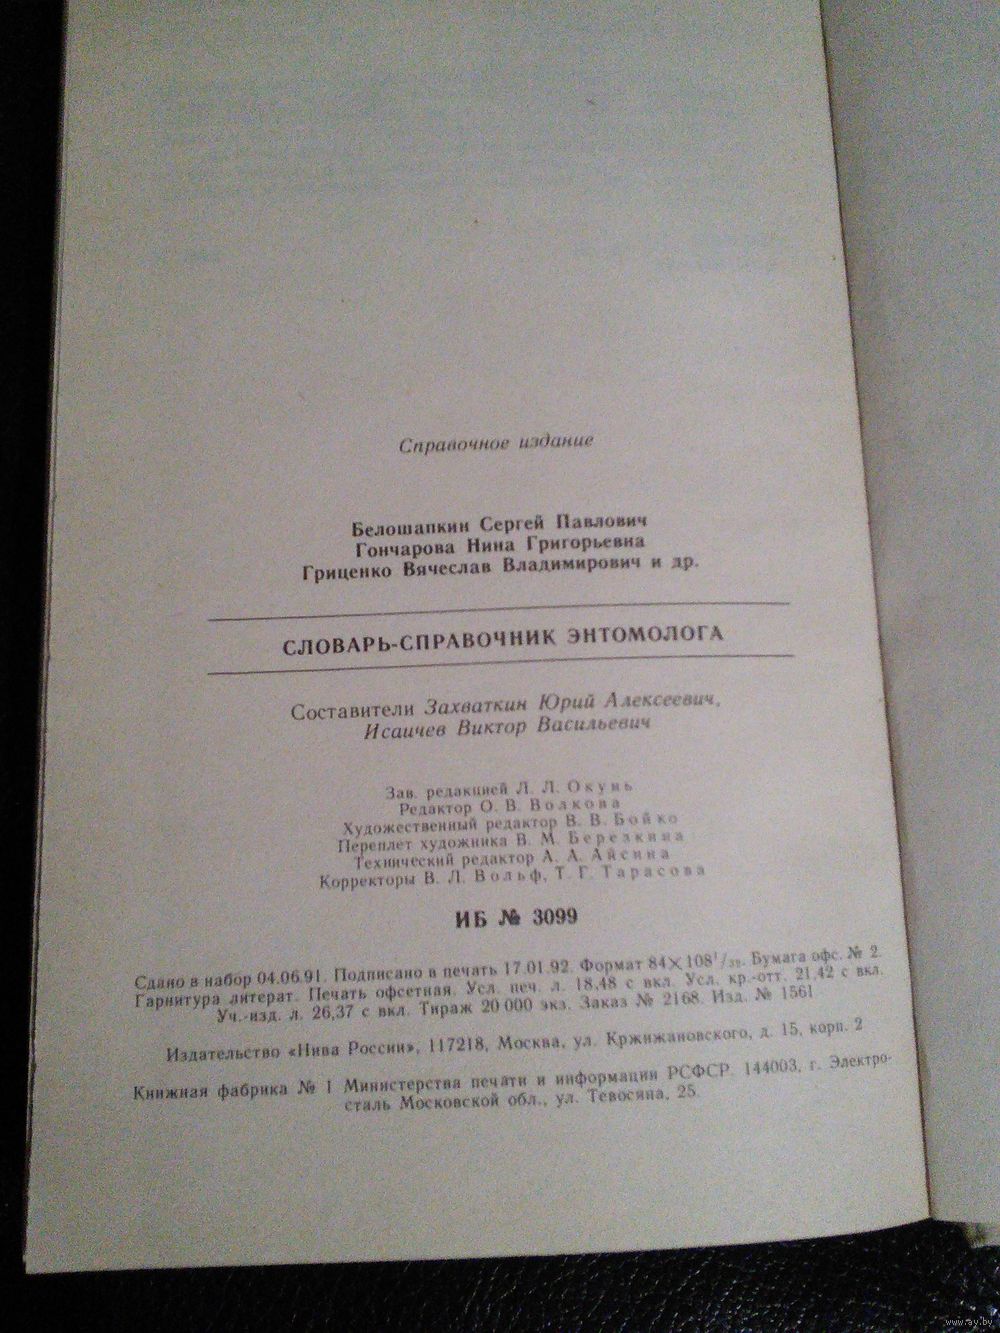 Справочное издание
Белошапкин Сергей Павлович
Гончарова Нина Григорьевна
Гриценко Вячеслав Владимирович и др.
СЛОВАРЬ-СПРАВОЧНИК ЭНТОМОЛОГА
Составители Захваткин Юрий Алексеевич,
Исаичев Виктор Васильевич
Зав. редакцией Л. Л. Окунь
Редактор О. В. Волкова
Художественный редактор В. В. Бойко
Переплет художника В. М. Березкина
Технический редактор А. А. Айсина
Корректоры В. Л. Вольф, Т. Г. Тарасова
ИБ № 3099
Сдано в набор 04.06.91. Подписано в печать 17.01.92. Формат 84×108¹/₃₂. Бумага офс. № 2.
Гарнитура литерат. Печать офсетная. Усл. печ. л. 18,48 с вкл. Усл. кр.-отт. 21,42 с вкл.
Уч.-изд. л. 26,37 с вкл. Тираж 20 000 экз. Заказ № 2168. Изд. № 1561
Издательство «Нива России», 117218, Москва, ул. Кржижановского, д. 15, корп. 2
Книжная фабрика № 1 Министерства печати и информации РСФСР. 144003, г. Электро-
сталь Московской обл., ул. Тевосяна, 25.
www.ay.by